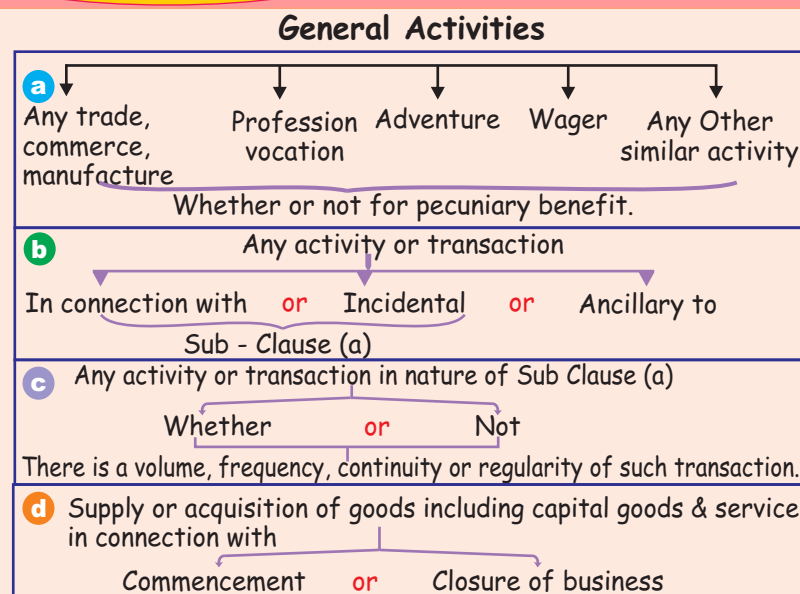 General Activities
a
Any trade,
commerce,
manufacture
Profession
vocation
Adventure
Wager
Any Other
similar activity
Whether or not for pecuniary benefit.
b
Any activity or transaction
In connection with or Incidental or Ancillary to
Sub - Clause (a)
c Any activity or transaction in nature of Sub Clause (a)
Whether or Not
There is a volume, frequency, continuity or regularity of such transaction.
d Supply or acquisition of goods including capital goods & service
in connection with
Commencement or Closure of business